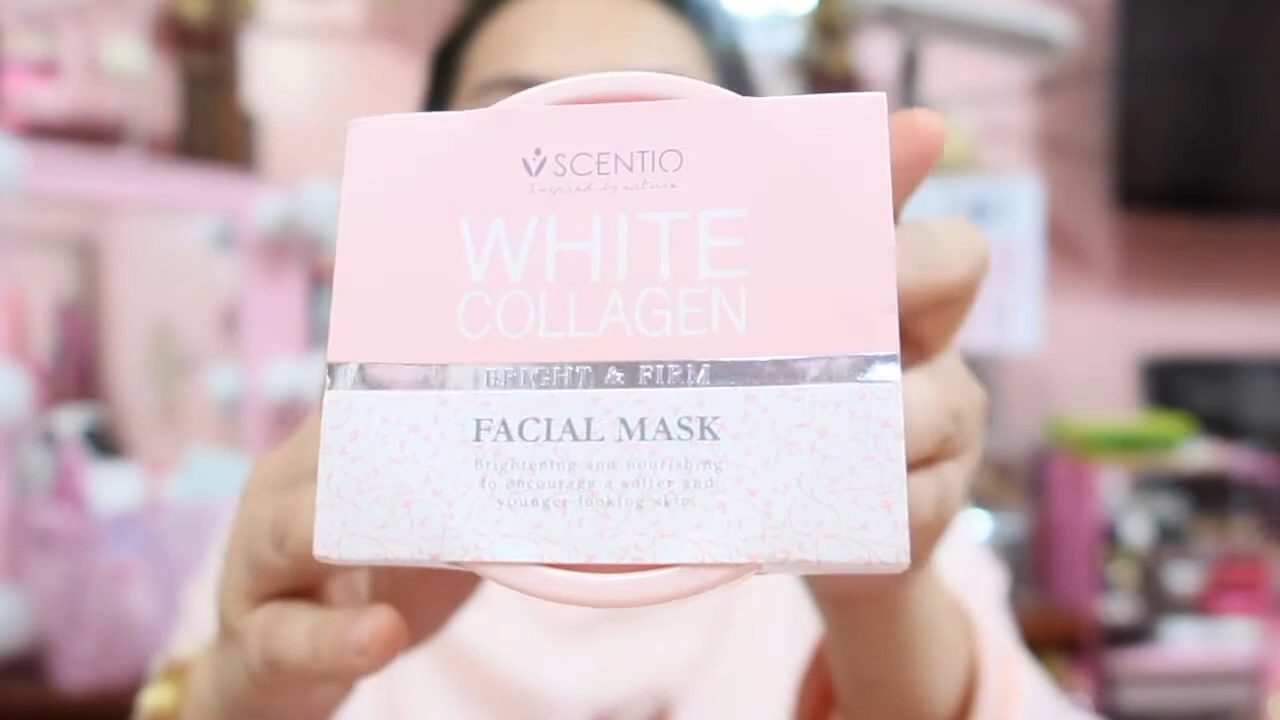 SCENTIO
Inspired by nature
WHITE
COLLAGEN
BRIGHT & FIRM
FACIAL MASK
Brightening and nourishing
to encourage a softer and
younger looking skin.